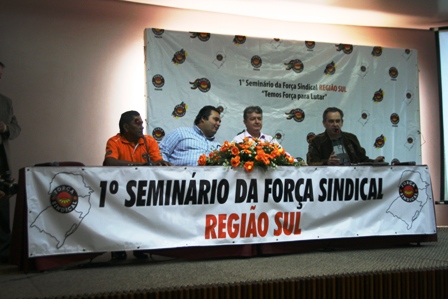 1º Seminário da Força Sindical REGIÃO SUL
"Temos Força para Lutar"
1º SEMINÁRIO DA FORÇA SINDICAL
REGIÃO SUL